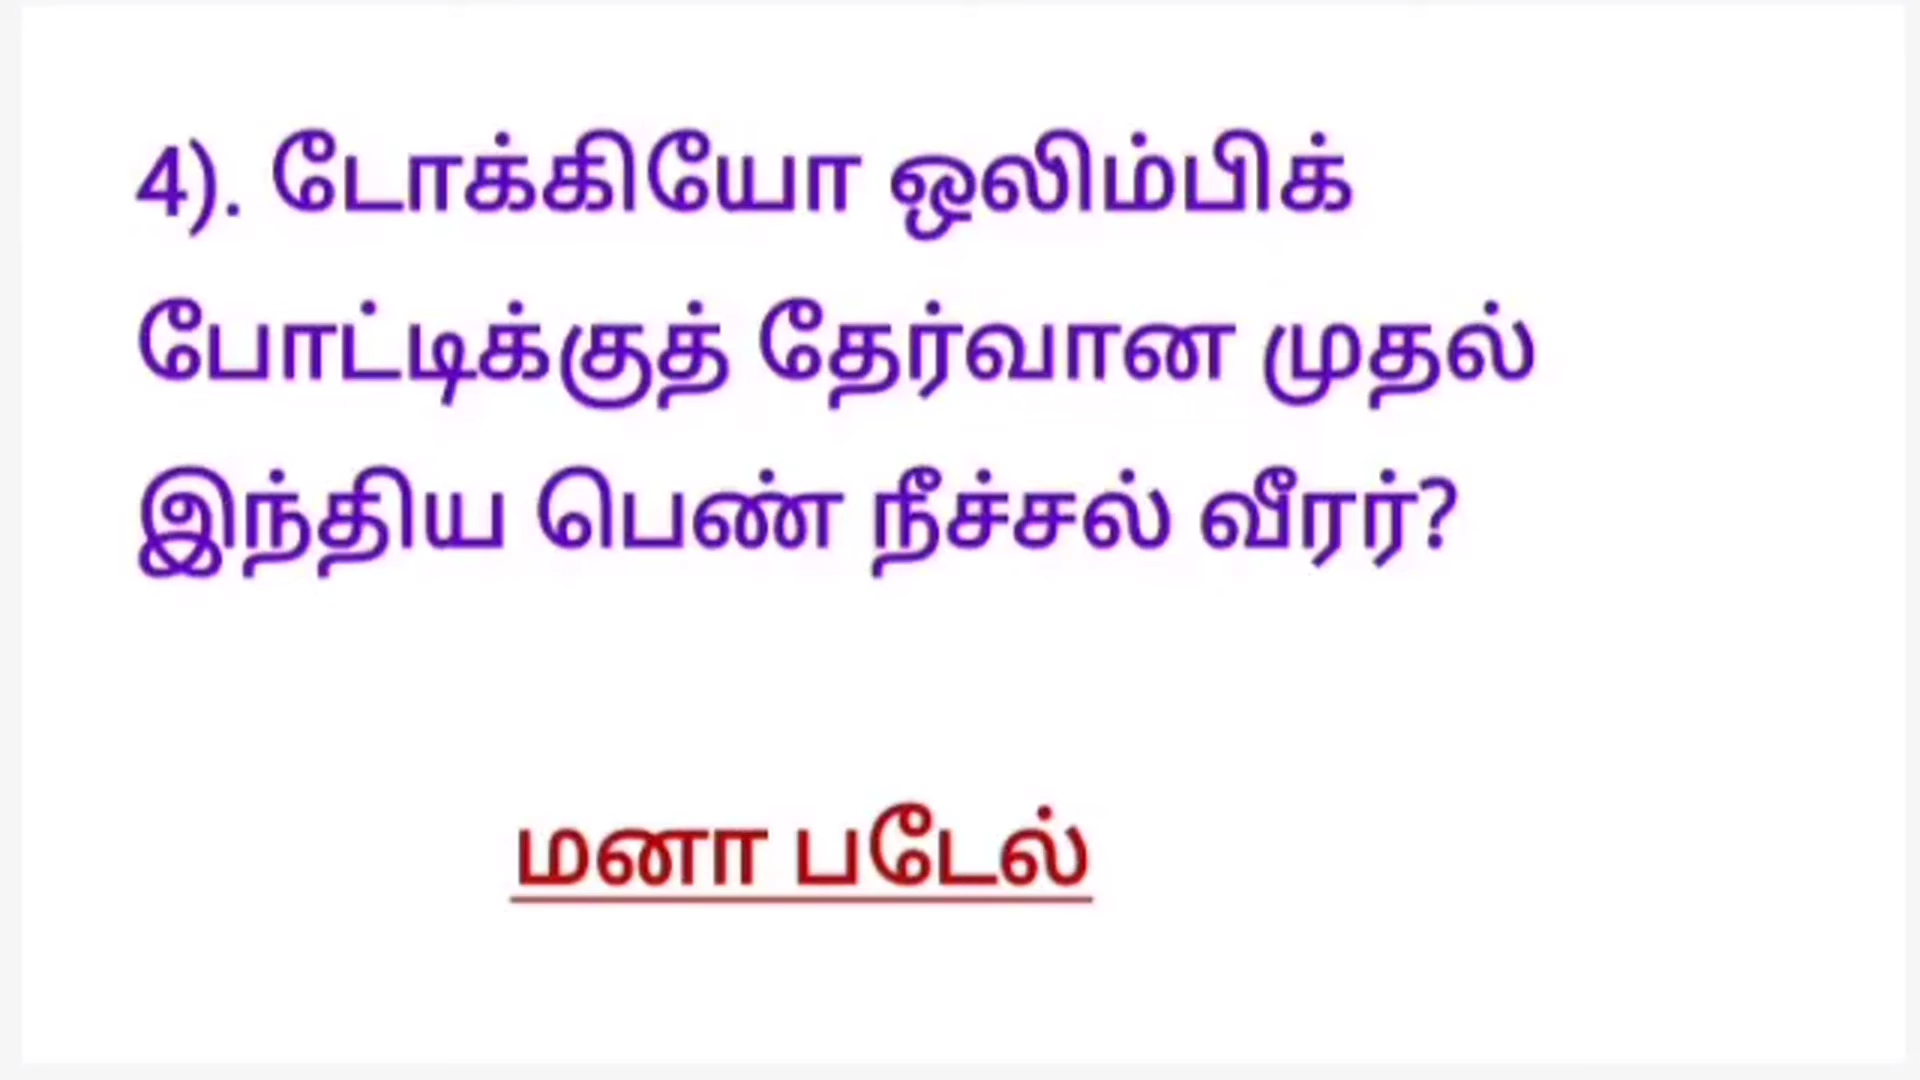 4). டோக்கியோ ஒலிம்பிக்
போட்டிக்குத் தேர்வான முதல்
இந்திய பெண் நீச்சல் வீரர்?
மனா படேல்